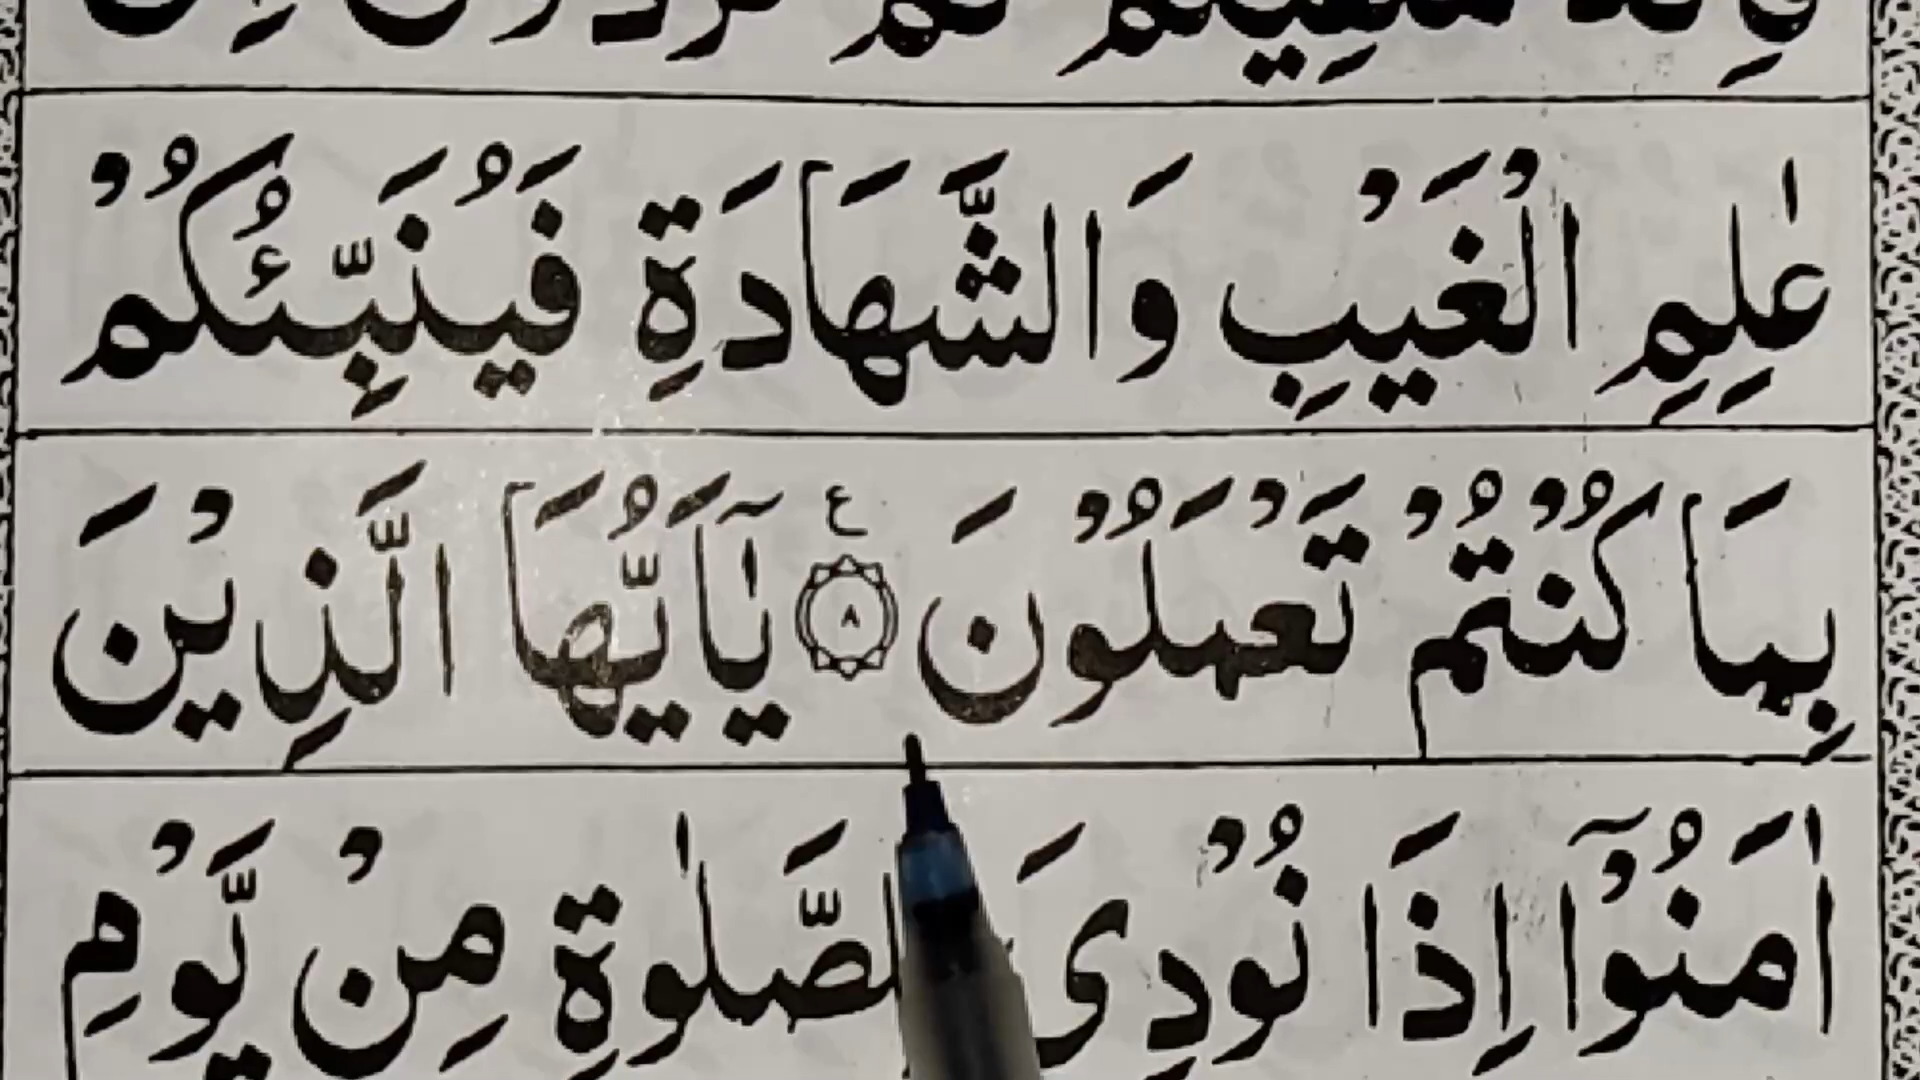 مُلٰقِيْكُمْ ثُمَّ تُرَدُّوْنَ اِلٰى
عٰلِمِ الْغَيْبِ وَالشَّهَادَةِ فَيُنَبِّئُكُمْ
بِمَا كُنْتُمْ تَعْمَلُوْنَ ۝٨ ع يٰٓاَيُّهَا الَّذِيْنَ
اٰمَنُوْٓا اِذَا نُوْدِىَ لِلصَّلٰوةِ مِنْ يَّوْمِ